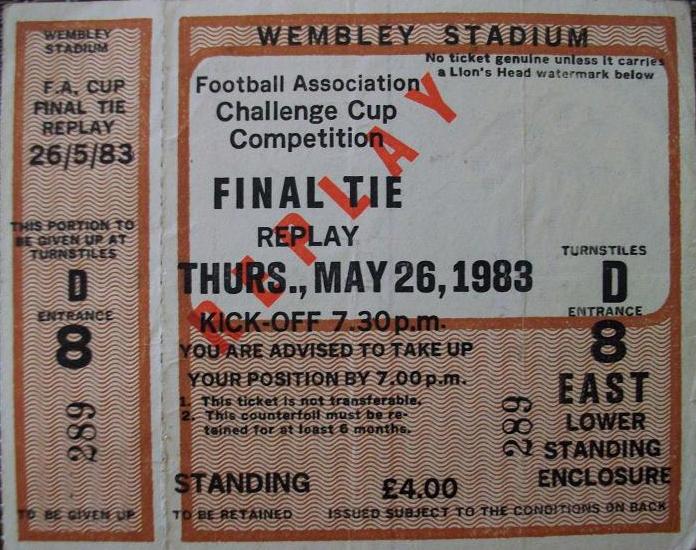 WEMBLEY
STADIUM
F.A. CUP
FINAL TIE
REPLAY
26/5/83
THIS PORTION TO
BE GIVEN UP AT
TURNSTILES
D
ENTRANCE
8
289
TO BE GIVEN UP
WEMBLEY STADIUM
No ticket genuine unless it carries
a Lion's Head watermark below
Football Association
Challenge Cup
Competition
FINAL TIE
REPLAY
REPLAY
THURS., MAY 26, 1983
KICK-OFF 7.30p.m.
YOU ARE ADVISED TO TAKE UP
YOUR POSITION BY 7.00p.m.
1. This ticket is not transferable.
2. This counterfoil must be re-
tained for at least 6 months.
TURNSTILES
D
ENTRANCE
8
EAST
LOWER
STANDING
ENCLOSURE
289
STANDING
£4.00
TO BE RETAINED
ISSUED SUBJECT TO THE CONDITIONS ON BACK